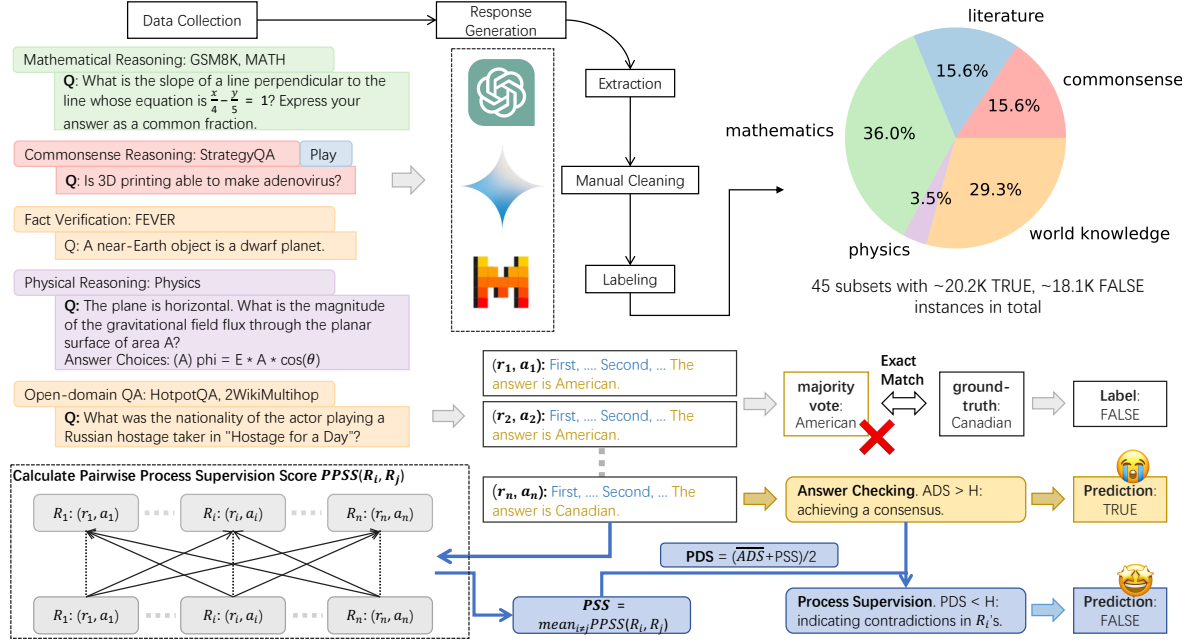 Data Collection
Response
Generation
Mathematical Reasoning: GSM8K, MATH
Q: What is the slope of a line perpendicular to the
line whose equation is x/4 − y/5 = 1? Express your
answer as a common fraction.
Commonsense Reasoning: StrategyQA
Play
Q: Is 3D printing able to make adenovirus?
Fact Verification: FEVER
Q: A near-Earth object is a dwarf planet.
Physical Reasoning: Physics
Q: The plane is horizontal. What is the magnitude
of the gravitational field flux through the planar
surface of area A?
Answer Choices: (A) phi = E * A * cos(θ)
Open-domain QA: HotpotQA, 2WikiMultihop
Q: What was the nationality of the actor playing a
Russian hostage taker in "Hostage for a Day"?
Extraction
Manual Cleaning
Labeling
literature
15.6%
commonsense
15.6%
mathematics
36.0%
3.5%
physics
29.3%
world knowledge
45 subsets with ~20.2K TRUE, ~18.1K FALSE
instances in total
(r₁, a₁): First, .... Second, ... The
answer is American.
(r₂, a₂): First, .... Second, ... The
answer is American.
(rₙ, aₙ): First, .... Second, ... The
answer is Canadian.
majority
vote:
American
Exact
Match
ground-
truth:
Canadian
Label:
FALSE
Answer Checking. ADS > H:
achieving a consensus.
Prediction:
TRUE
Calculate Pairwise Process Supervision Score PPSS(Rᵢ, Rⱼ)
R₁: (r₁, a₁)
Rᵢ: (rᵢ, aᵢ)
Rₙ: (rₙ, aₙ)
R₁: (r₁, a₁)
Rᵢ: (rᵢ, aᵢ)
Rₙ: (rₙ, aₙ)
PDS = (A̅D̅S̅+PSS)/2
PSS =
meanᵢ≠ⱼPPSS(Rᵢ, Rⱼ)
Process Supervision. PDS < H:
indicating contradictions in Rᵢ's.
Prediction:
FALSE